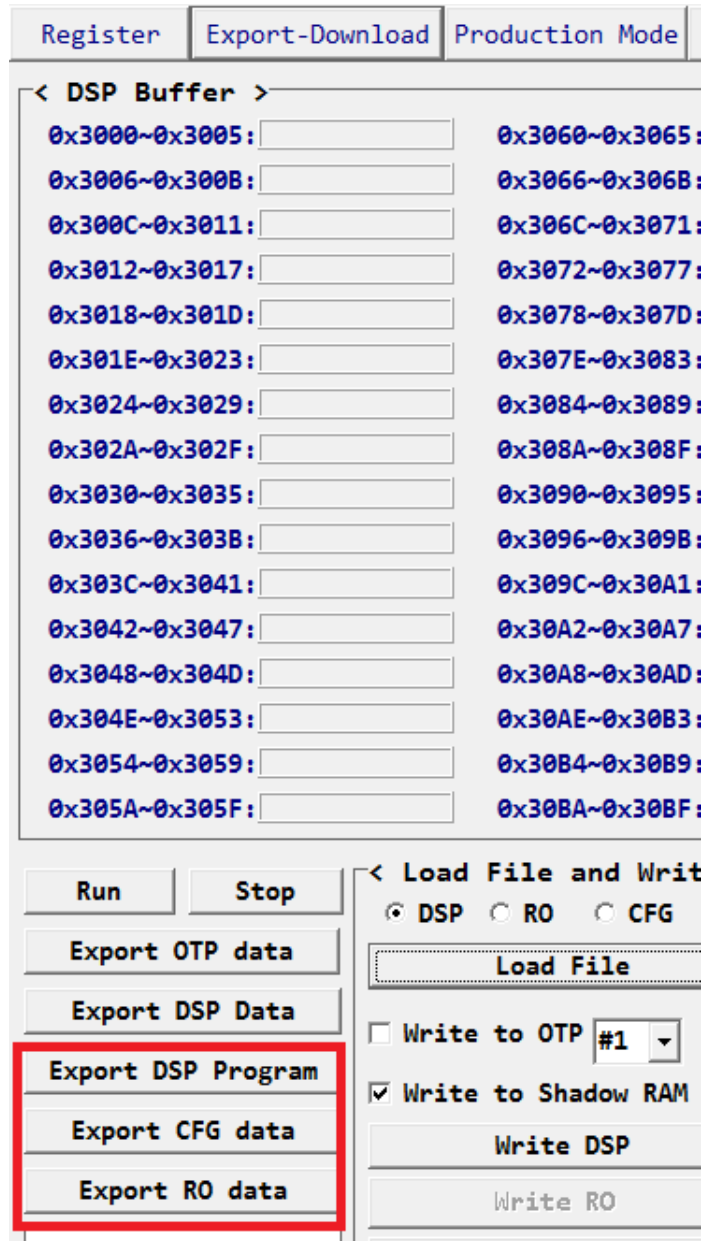 Register Export-Download Production Mode
< DSP Buffer >
0x3000~0x3005: 0x3060~0x3065:
0x3006~0x300B: 0x3066~0x306B:
0x300C~0x3011: 0x306C~0x3071:
0x3012~0x3017: 0x3072~0x3077:
0x3018~0x301D: 0x3078~0x307D:
0x301E~0x3023: 0x307E~0x3083:
0x3024~0x3029: 0x3084~0x3089:
0x302A~0x302F: 0x308A~0x308F:
0x3030~0x3035: 0x3090~0x3095:
0x3036~0x303B: 0x3096~0x309B:
0x303C~0x3041: 0x309C~0x30A1:
0x3042~0x3047: 0x30A2~0x30A7:
0x3048~0x304D: 0x30A8~0x30AD:
0x304E~0x3053: 0x30AE~0x30B3:
0x3054~0x3059: 0x30B4~0x30B9:
0x305A~0x305F: 0x30BA~0x30BF:
Run Stop
Export OTP data
Export DSP Data
Export DSP Program
Export CFG data
Export RO data
< Load File and Writ
DSP RO CFG
Load File
Write to OTP #1
Write to Shadow RAM
Write DSP
Write RO